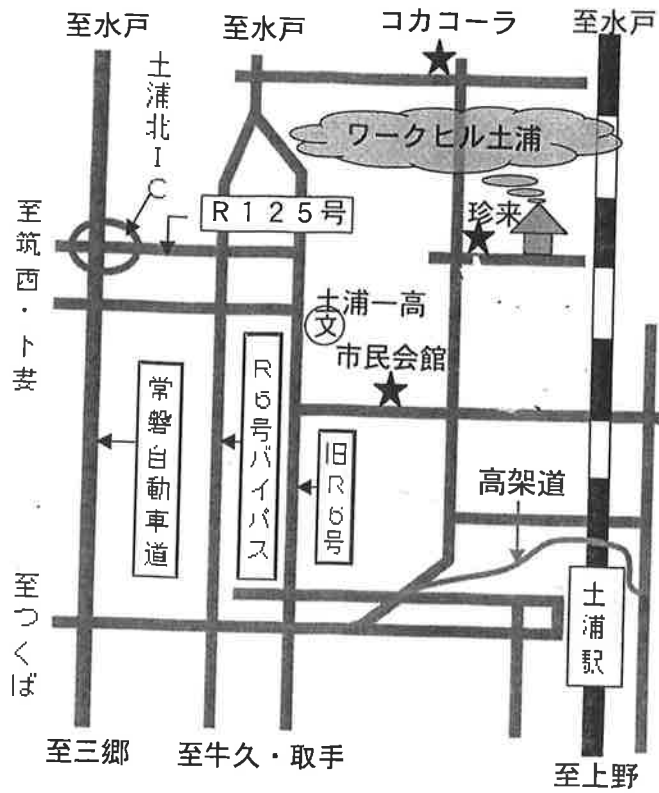 至水戸
至水戸
コカコーラ
至水戸
土浦北IC
ワークヒル土浦
R125号
珍来
至筑西・下妻
土浦一高
文
市民会館
常磐自動車道
R6号バイパス
旧R6号
高架道
至つくば
土浦駅
至三郷
至牛久・取手
至上野